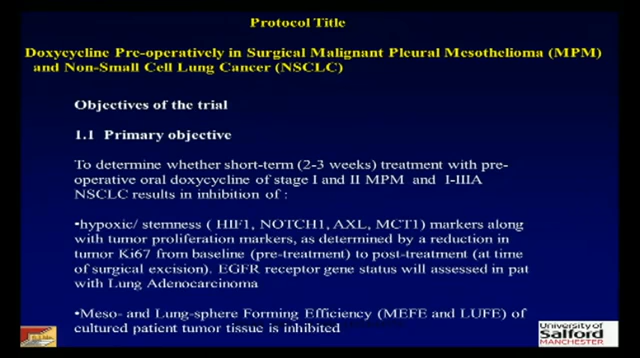 Protocol Title
Doxycycline Pre-operatively in Surgical Malignant Pleural Mesothelioma (MPM)
and Non-Small Cell Lung Cancer (NSCLC)
Objectives of the trial
1.1 Primary objective
To determine whether short-term (2-3 weeks) treatment with pre-
operative oral doxycycline of stage I and II MPM and I-IIIA
NSCLC results in inhibition of :
•hypoxic/ stemness ( HIF1, NOTCH1, AXL, MCT1) markers along
with tumor proliferation markers, as determined by a reduction in
tumor Ki67 from baseline (pre-treatment) to post-treatment (at time
of surgical excision). EGFR receptor gene status will assessed in pat
with Lung Adenocarcinoma
•Meso- and Lung-sphere Forming Efficiency (MEFE and LUFE) of
cultured patient tumor tissue is inhibited
University of
Salford
MANCHESTER